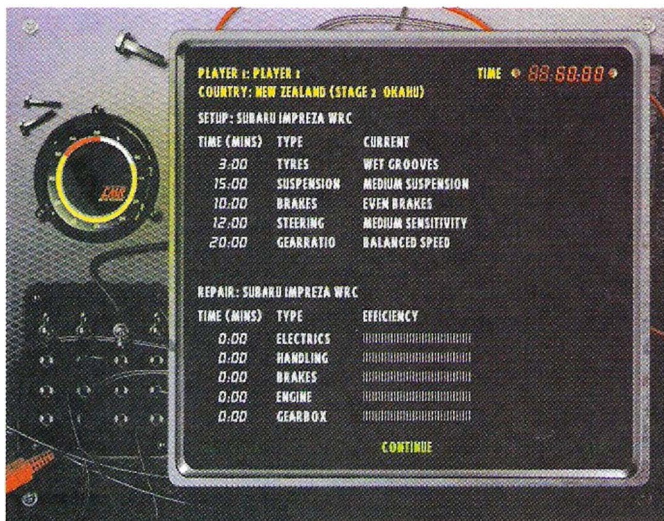 PLAYER 1: PLAYER 1 TIME 60:00
COUNTRY: NEW ZEALAND (STAGE 2 OKAHU)
SETUP: SUBARU IMPREZA WRC
TIME (MINS) TYPE CURRENT
3:00 TYRES WET GROOVES
15:00 SUSPENSION MEDIUM SUSPENSION
10:00 BRAKES EVEN BRAKES
12:00 STEERING MEDIUM SENSITIVITY
20:00 GEARRATIO BALANCED SPEED
REPAIR: SUBARU IMPREZA WRC
TIME (MINS) TYPE EFFICIENCY
0:00 ELECTRICS
0:00 HANDLING
0:00 BRAKES
0:00 ENGINE
0:00 GEARBOX
CONTINUE
CMR